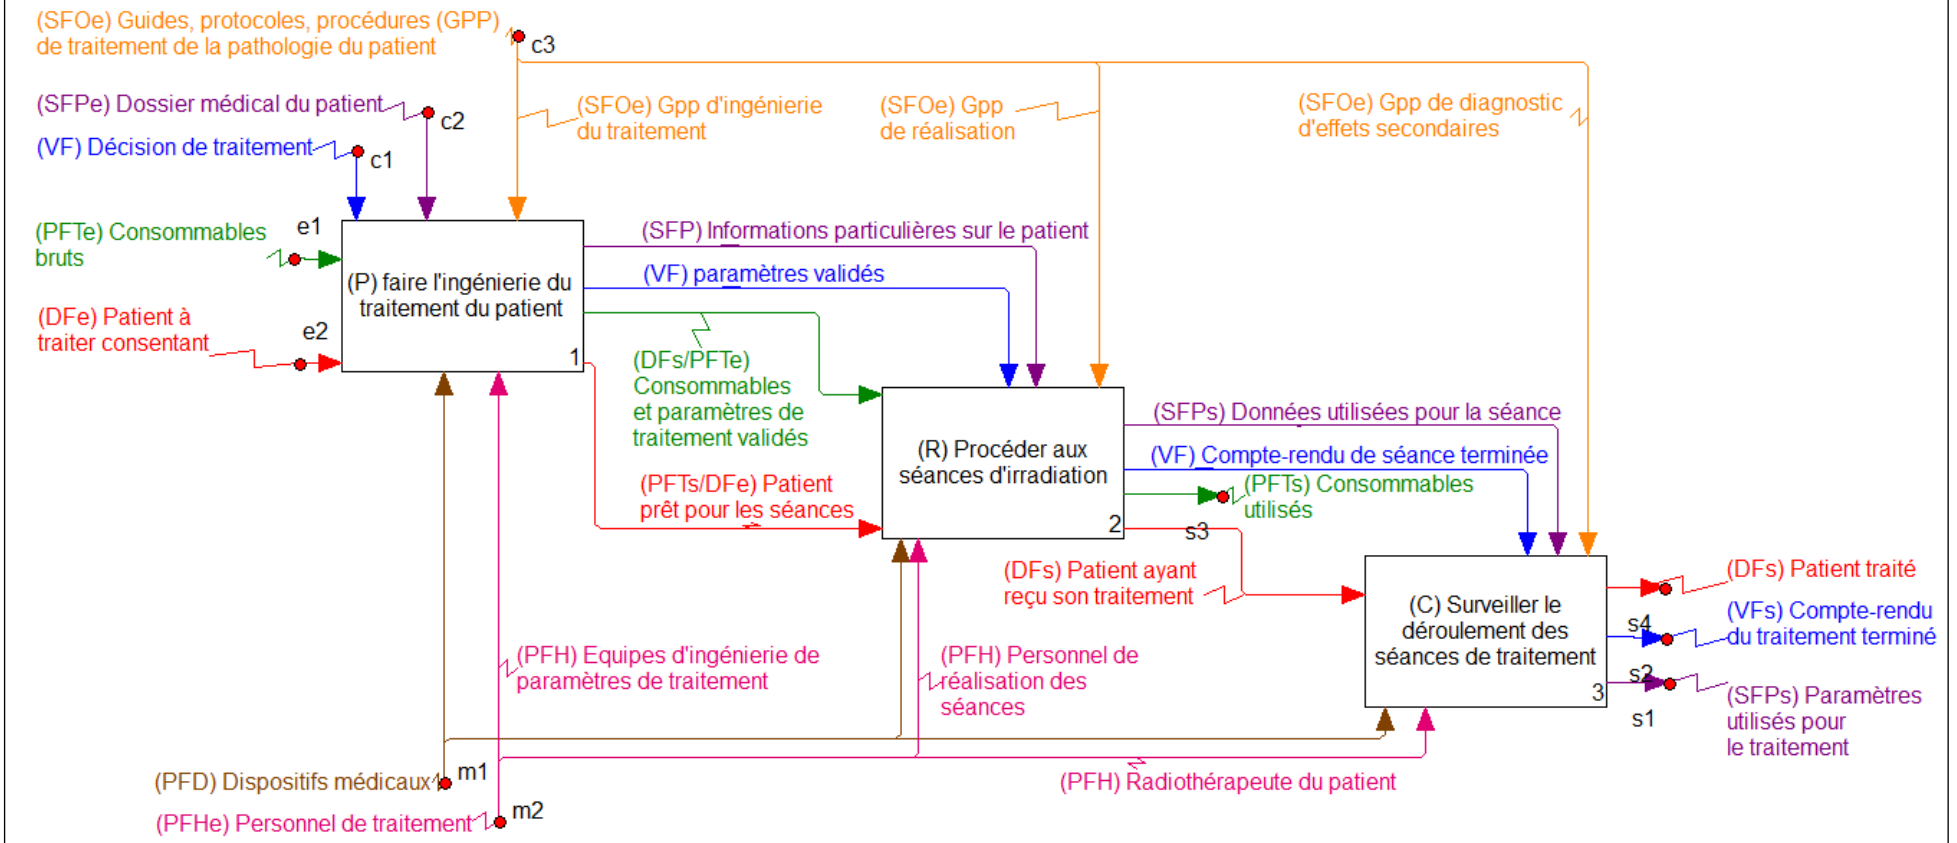 (SFOe) Guides, protocoles, procédures (GPP)
de traitement de la pathologie du patient
c3
(SFPe) Dossier médical du patient
c2
(VF) Décision de traitement
c1
(SFOe) Gpp d'ingénierie
du traitement
(SFOe) Gpp
de réalisation
(SFOe) Gpp de diagnostic
d'effets secondaires
(PFTe) Consommables
bruts
e1
(DFe) Patient à
traiter consentant
e2
(P) faire l'ingénierie du
traitement du patient
1
(SFP) Informations particulières sur le patient
(VF) paramètres validés
(DFs/PFTe)
Consommables
et paramètres de
traitement validés
(PFTs/DFe) Patient
prêt pour les séances
(R) Procéder aux
séances d'irradiation
2
(SFPs) Données utilisées pour la séance
(VF) Compte-rendu de séance terminée
(PFTs) Consommables
utilisés
s3
(DFs) Patient ayant
reçu son traitement
(C) Surveiller le
déroulement des
séances de traitement
3
(DFs) Patient traité
s4
(VFs) Compte-rendu
du traitement terminé
s2
(SFPs) Paramètres
utilisés pour
le traitement
s1
(PFH) Equipes d'ingénierie de
paramètres de traitement
(PFH) Personnel de
réalisation des
séances
(PFD) Dispositifs médicaux
m1
(PFH) Radiothérapeute du patient
(PFHe) Personnel de traitement
m2